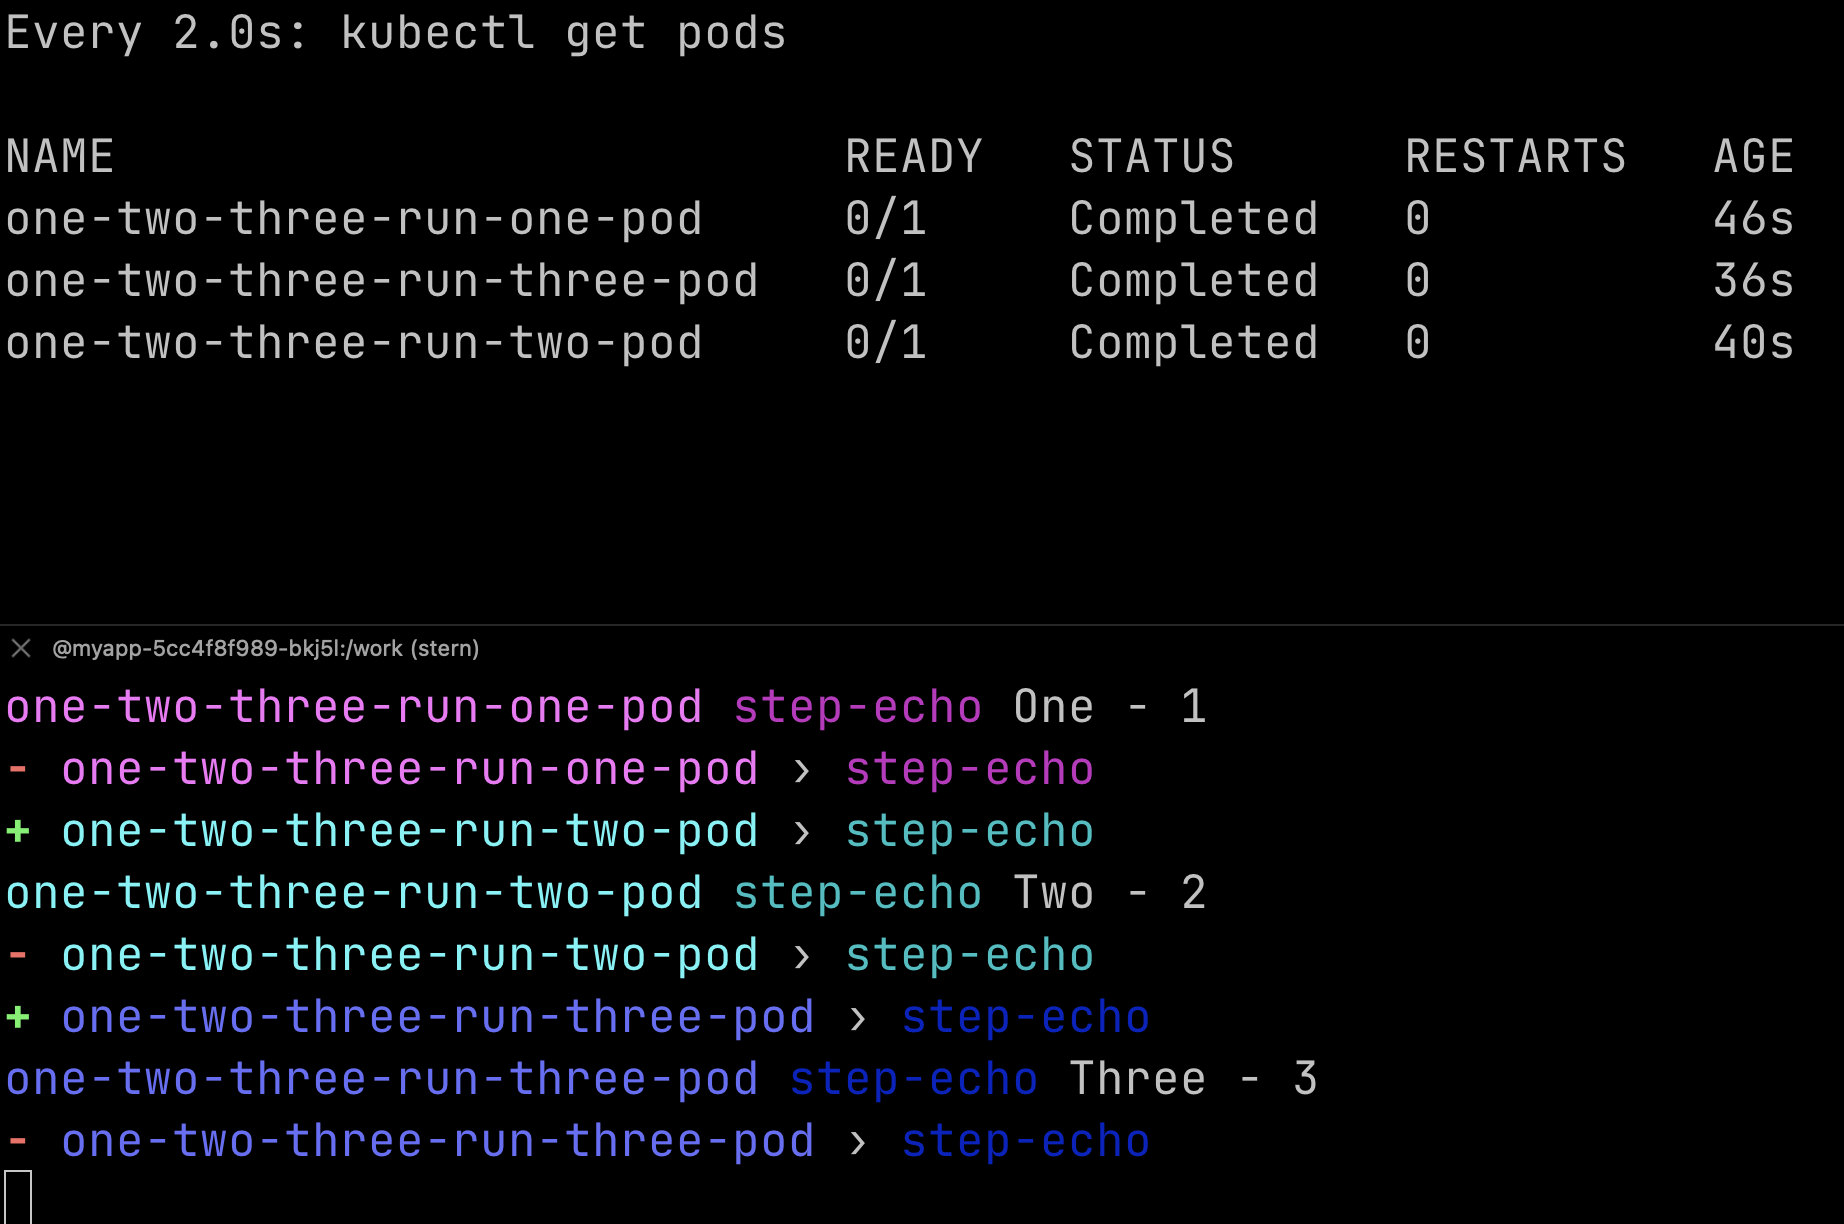 Every 2.0s: kubectl get pods
NAME READY STATUS RESTARTS AGE
one-two-three-run-one-pod 0/1 Completed 0 46s
one-two-three-run-three-pod 0/1 Completed 0 36s
one-two-three-run-two-pod 0/1 Completed 0 40s
@myapp-5cc4f8f989-bkj5l:/work (stern)
one-two-three-run-one-pod step-echo One - 1
- one-two-three-run-one-pod › step-echo
+ one-two-three-run-two-pod › step-echo
one-two-three-run-two-pod step-echo Two - 2
- one-two-three-run-two-pod › step-echo
+ one-two-three-run-three-pod › step-echo
one-two-three-run-three-pod step-echo Three - 3
- one-two-three-run-three-pod › step-echo